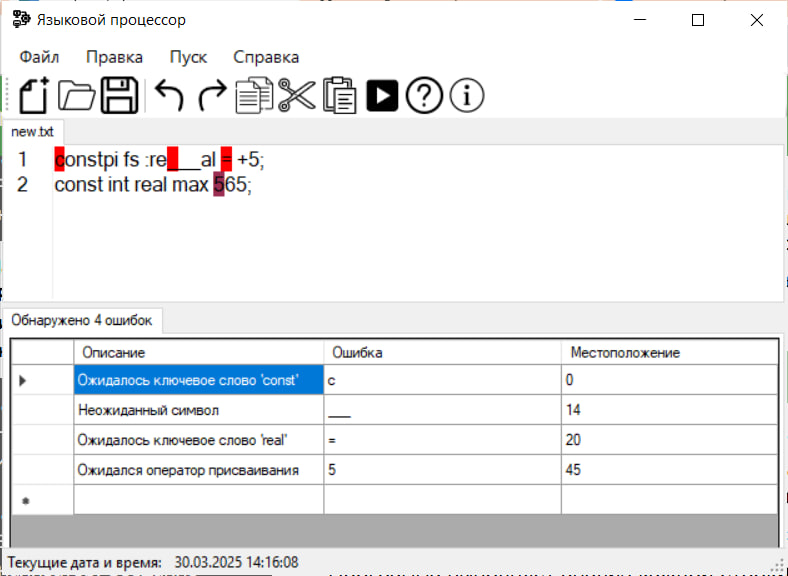 Языковой процессор
Файл Правка Пуск Справка
new.txt
1 constpi fs :re___al = +5;
2 const int real max 565;
Обнаружено 4 ошибок
Описание Ошибка Местоположение
Ожидалось ключевое слово 'const' c 0
Неожиданный символ ___ 14
Ожидалось ключевое слово 'real' = 20
Ожидался оператор присваивания 5 45
Текущие дата и время: 30.03.2025 14:16:08